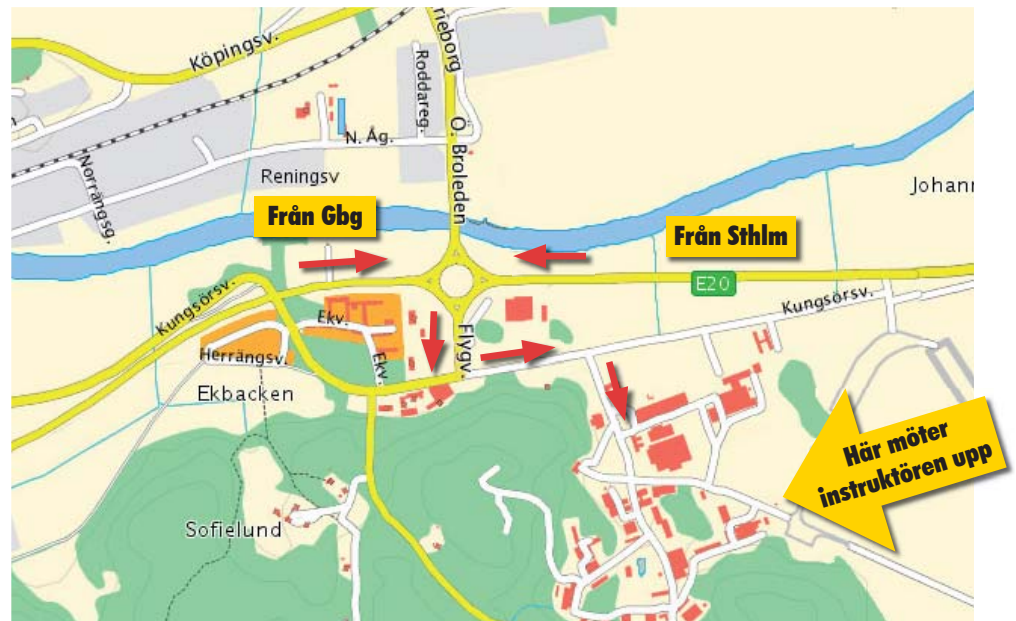 Köpingsv.
rieborg
Roddareg.
N. Åg.
Ö. Broleden
Norrängsg.
Reningsv
Johann
Från Gbg
Från Sthlm
E20
Kungsörsv.
Kungsörsv.
Ekv.
Flygv.
Herrängsv.
Ekv.
Ekbacken
Här möter
instruktören upp
Sofielund